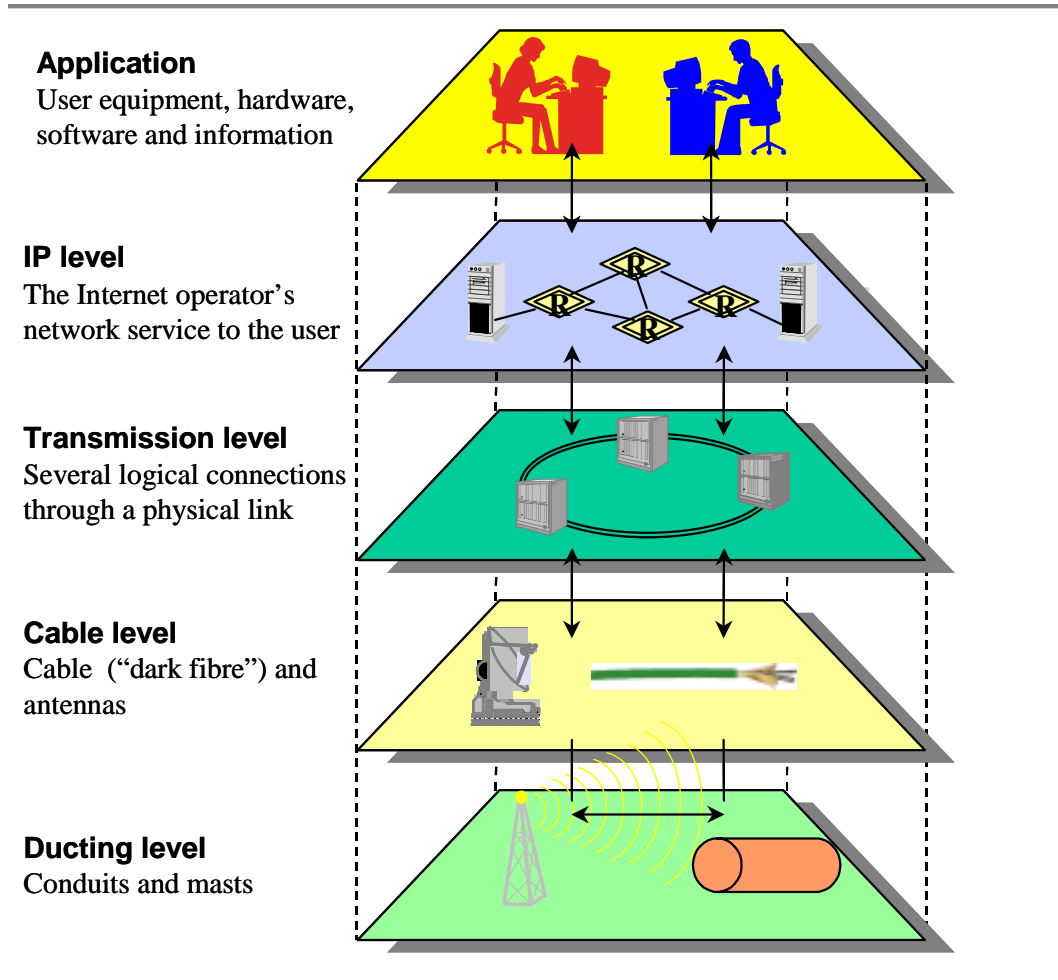 Application
User equipment, hardware,
software and information
IP level
The Internet operator’s
network service to the user
R
R
R
R
Transmission level
Several logical connections
through a physical link
Cable level
Cable (“dark fibre”) and
antennas
Ducting level
Conduits and masts